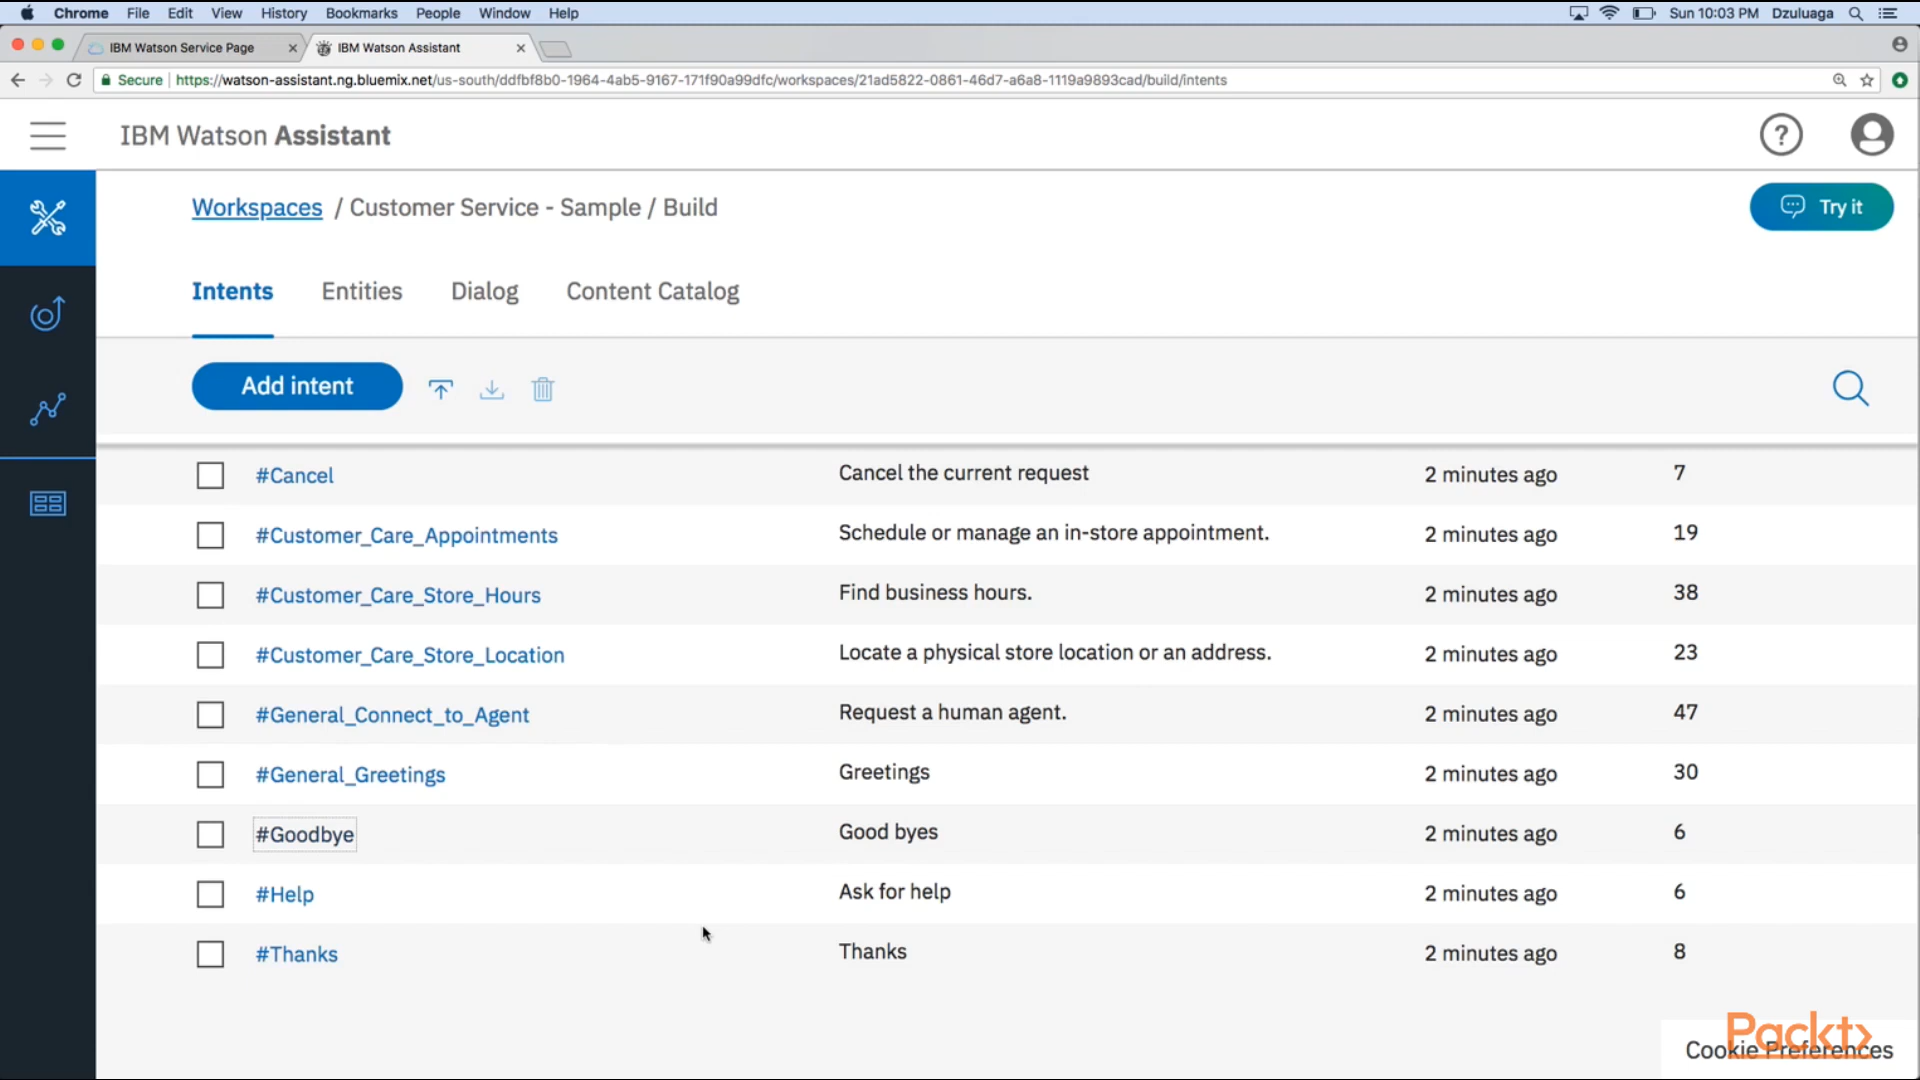 Chrome File Edit View History Bookmarks People Window Help Sun 10:03 PM Dzuluaga
IBM Watson Service Page IBM Watson Assistant
Secure https://watson-assistant.ng.bluemix.net/us-south/ddfbf8b0-1964-4ab5-9167-171f90a99dfc/workspaces/21ad5822-0861-46d7-a6a8-1119a9893cad/build/intents
IBM Watson Assistant
Workspaces / Customer Service - Sample / Build
Try it
Intents Entities Dialog Content Catalog
Add intent
#Cancel Cancel the current request 2 minutes ago 7
#Customer_Care_Appointments Schedule or manage an in-store appointment. 2 minutes ago 19
#Customer_Care_Store_Hours Find business hours. 2 minutes ago 38
#Customer_Care_Store_Location Locate a physical store location or an address. 2 minutes ago 23
#General_Connect_to_Agent Request a human agent. 2 minutes ago 47
#General_Greetings Greetings 2 minutes ago 30
#Goodbye Good byes 2 minutes ago 6
#Help Ask for help 2 minutes ago 6
#Thanks Thanks 2 minutes ago 8
Packt>
Cookie Preferences